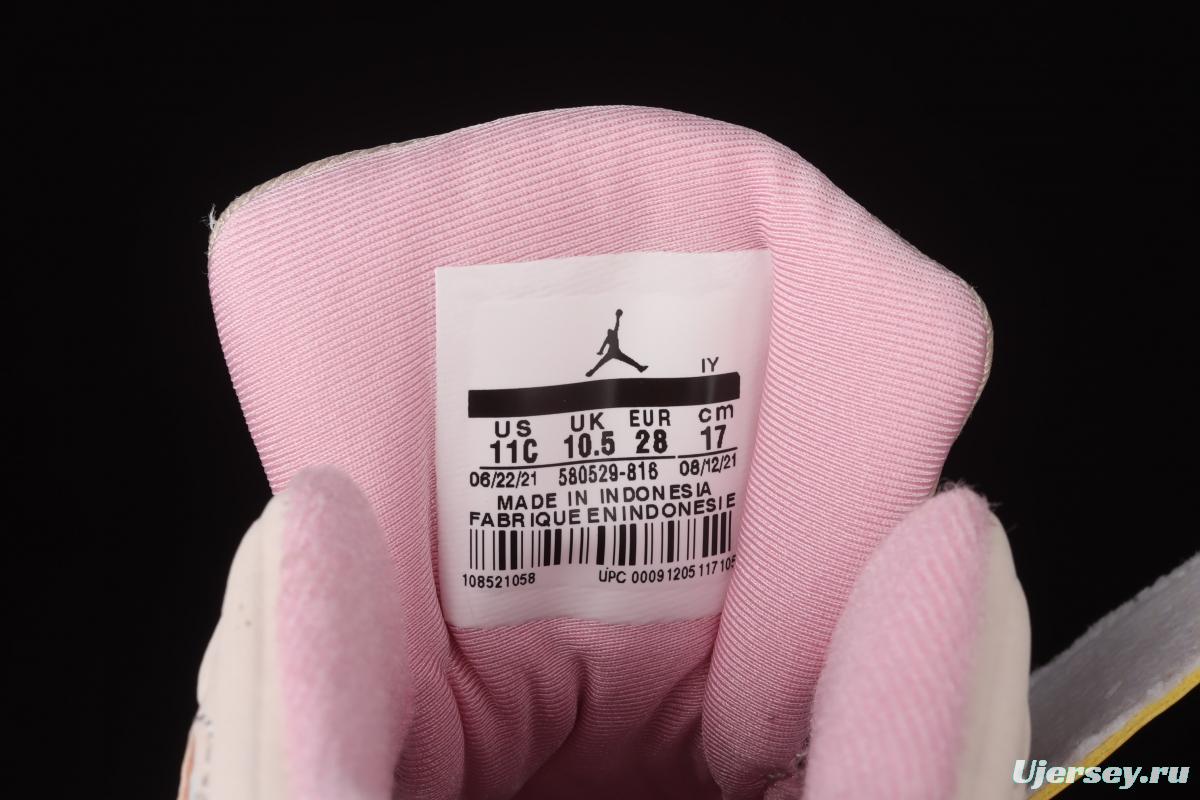 IY
US UK EUR cm
11C 10.5 28 17
06/22/21 580529-816 08/12/21
MADE IN INDONESIA
FABRIQUE EN INDONESIE
108521058 UPC 00091205117105
Ujersey.ru